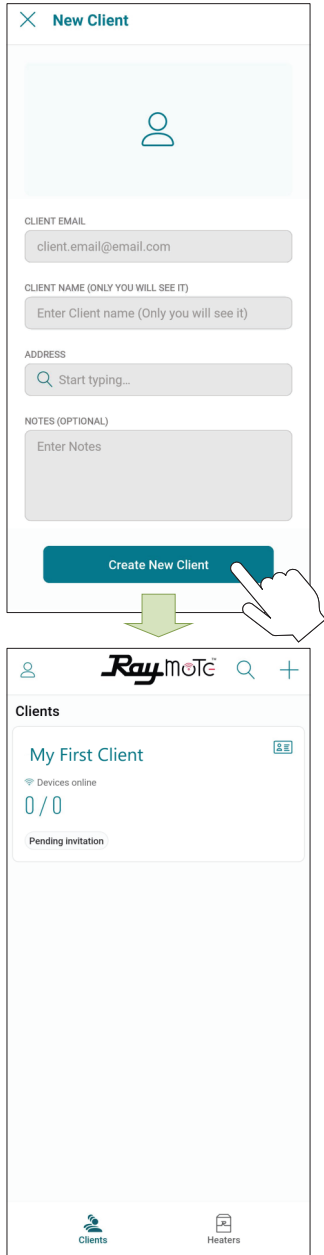 New Client
CLIENT EMAIL
client.email@email.com
CLIENT NAME (ONLY YOU WILL SEE IT)
Enter Client name (Only you will see it)
ADDRESS
Start typing...
NOTES (OPTIONAL)
Enter Notes
Create New Client
RaymoTe™
Clients
My First Client
Devices online
0 / 0
Pending invitation
Clients
Heaters